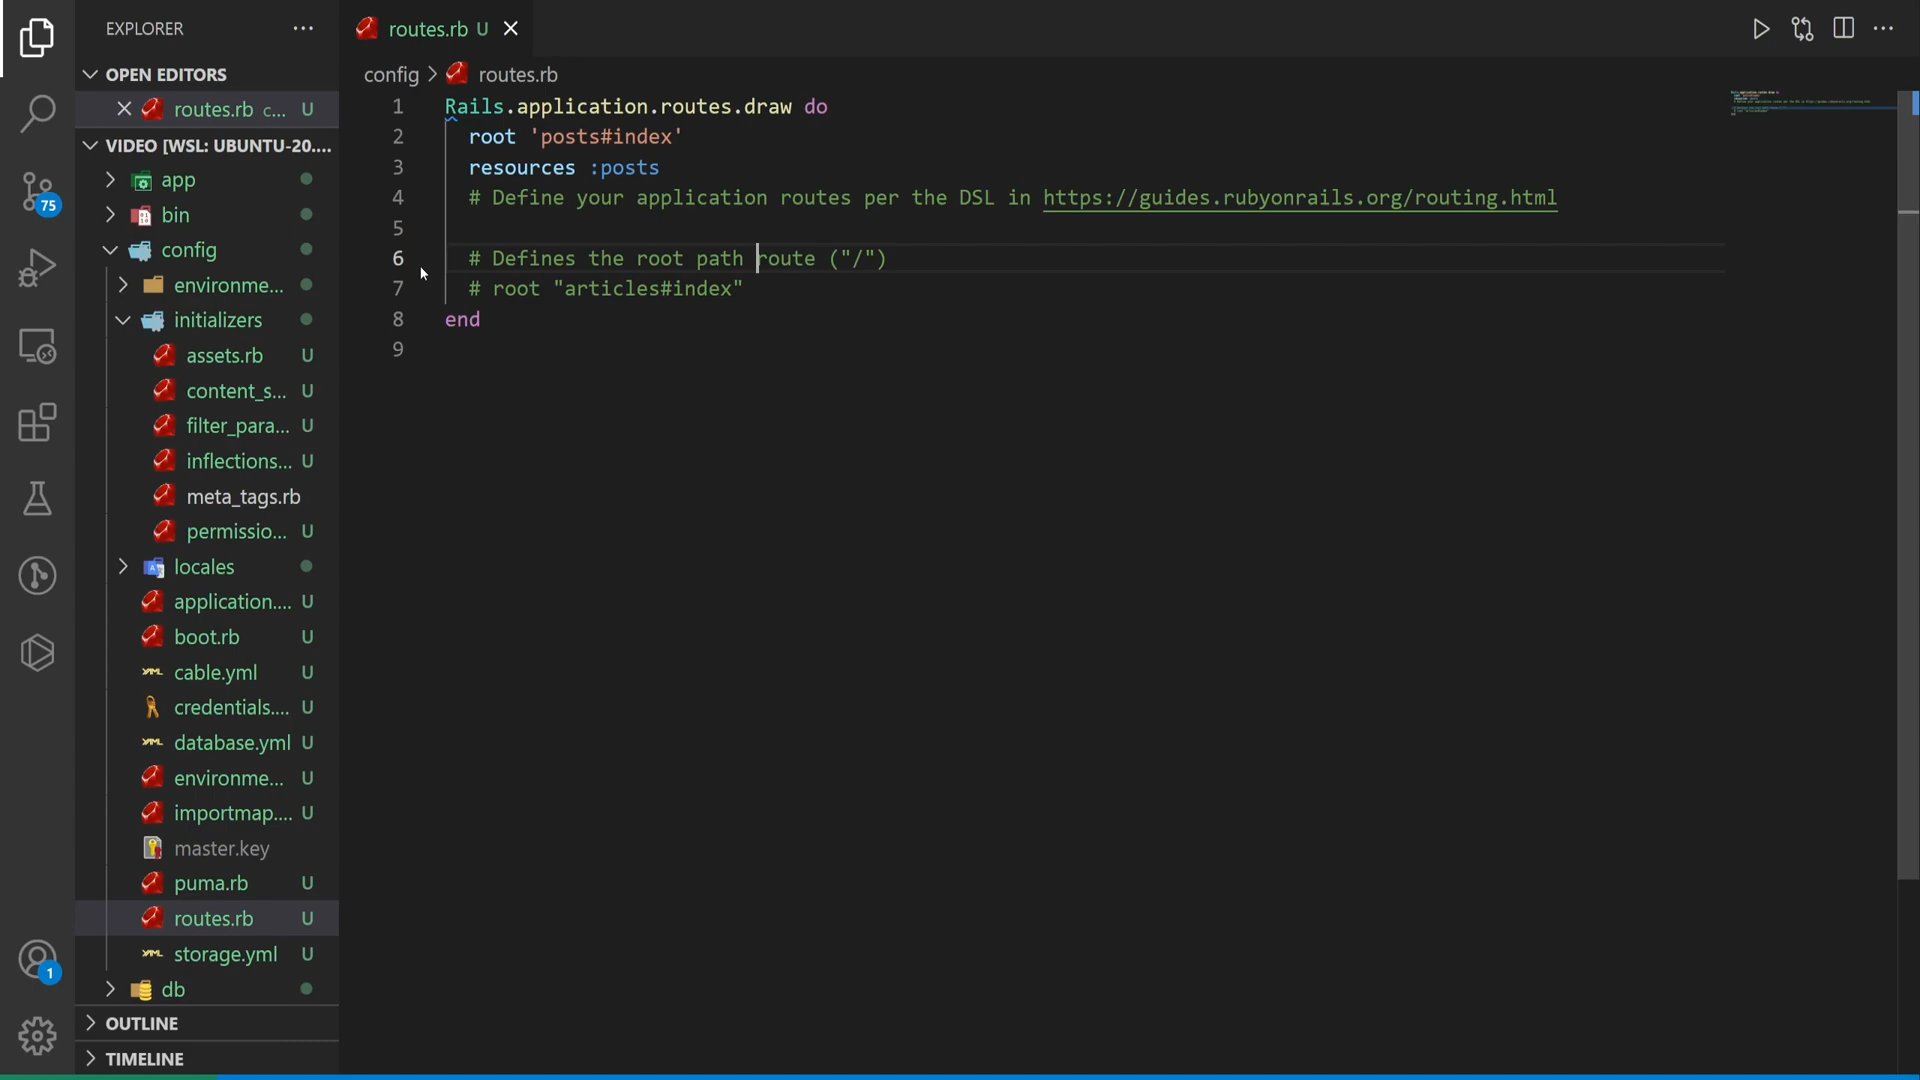 EXPLORER
OPEN EDITORS
routes.rb c... U
VIDEO [WSL: UBUNTU-20....
app
bin
config
environme...
initializers
assets.rb U
content_s... U
filter_para... U
inflections... U
meta_tags.rb
permissio... U
locales
application.... U
boot.rb U
cable.yml U
credentials.... U
database.yml U
environme... U
importmap.... U
master.key
puma.rb U
routes.rb U
storage.yml U
db
OUTLINE
TIMELINE
75
1
routes.rb U
config > routes.rb
1 Rails.application.routes.draw do
2 root 'posts#index'
3 resources :posts
4 # Define your application routes per the DSL in https://guides.rubyonrails.org/routing.html
5
6 # Defines the root path route ("/")
7 # root "articles#index"
8 end
9